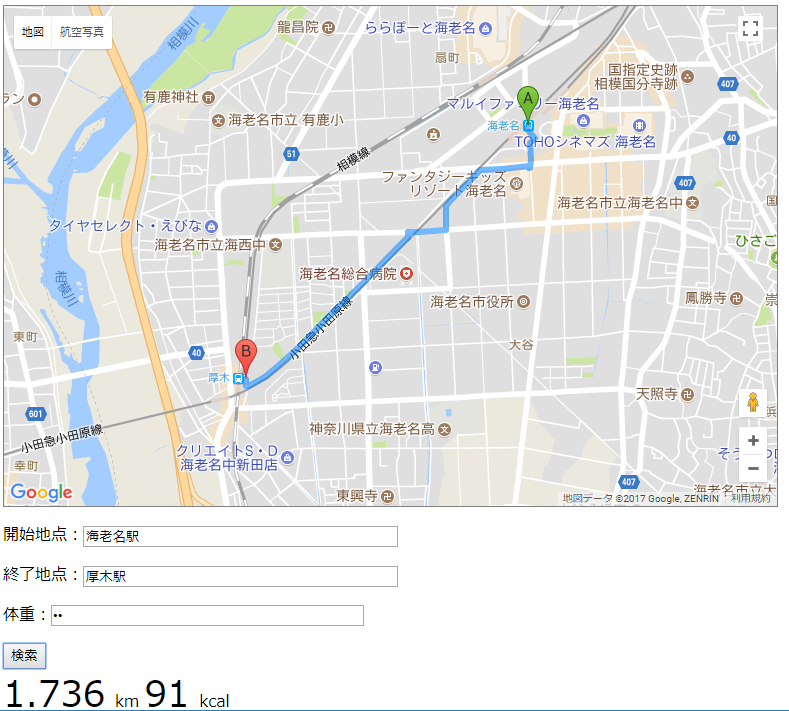 地図 航空写真
相模川
龍昌院
ららぽーと海老名
扇町
国指定史跡
相模国分寺跡
407
ラン
有鹿神社
海老名市立 有鹿小
マルイファミリー海老名
A
海老名
TOHOシネマズ 海老名
40
51
相模線
ファンタジーキッズ
リゾート海老名
407
海老名市立海老名中
国
タイヤセレクト・えびな
海老名市立海西中
ひさご
相模川
海老名総合病院
海老名市役所
鳳勝寺
崇
小田急小田原線
東町
40
B
厚木
大谷
天照寺
浜
601
小田急小田原線
神奈川県立海老名高
幸町
クリエイトS・D
海老名中新田店
そう
407
海老名市立大
東興寺
Google
地図データ ©2017 Google, ZENRIN 利用規約
開始地点：海老名駅
終了地点：厚木駅
体重：••
検索
1.736 km 91 kcal